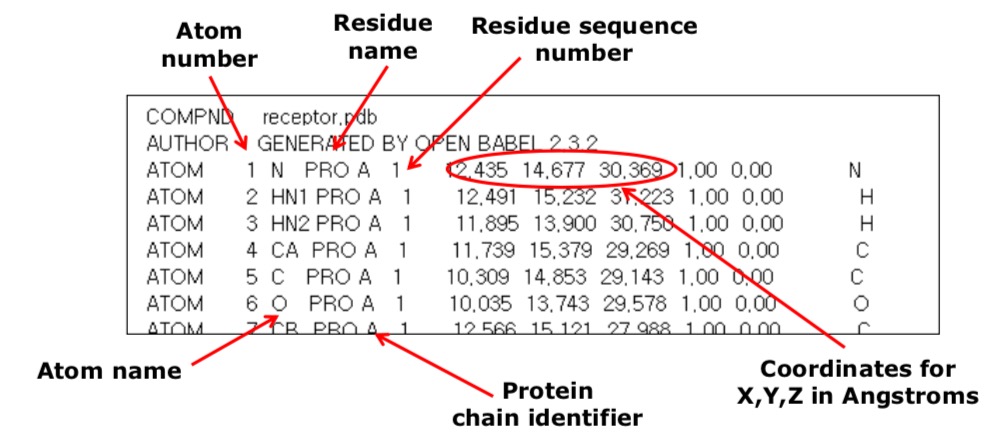 Atom number
Residue name
Residue sequence number
COMPND receptor,pdb
AUTHOR GENERATED BY OPEN BABEL 2,3,2
ATOM 1 N PRO A 1 12,435 14,677 30,369 1,00 0,00 N
ATOM 2 HN1 PRO A 1 12,491 15,232 31,223 1,00 0,00 H
ATOM 3 HN2 PRO A 1 11,895 13,900 30,750 1,00 0,00 H
ATOM 4 CA PRO A 1 11,739 15,379 29,269 1,00 0,00 C
ATOM 5 C PRO A 1 10,309 14,853 29,143 1,00 0,00 C
ATOM 6 O PRO A 1 10,035 13,743 29,578 1,00 0,00 O
ATOM 7 CB PRO A 1 12,566 15,121 27,988 1,00 0,00 C
Atom name
Protein
chain identifier
Coordinates for
X,Y,Z in Angstroms